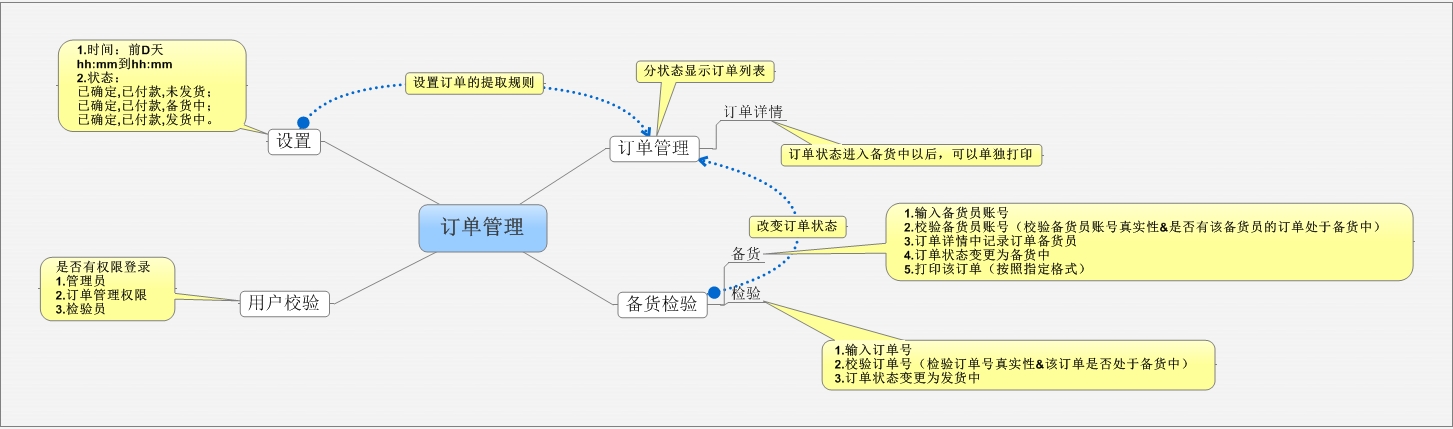 1.时间：前D天
hh:mm到hh:mm
2.状态：
已确定,已付款,未发货；
已确定,已付款,备货中；
已确定,已付款,发货中。
设置
设置订单的提取规则
分状态显示订单列表
订单管理
订单详情
订单状态进入备货中以后，可以单独打印
订单管理
改变订单状态
是否有权限登录
1.管理员
2.订单管理权限
3.检验员
用户校验
备货检验
备货
1.输入备货员账号
2.校验备货员账号（校验备货员账号真实性&是否有该备货员的订单处于备货中）
3.订单详情中记录订单备货员
4.订单状态变更为备货中
5.打印该订单（按照指定格式）
检验
1.输入订单号
2.校验订单号（检验订单号真实性&该订单是否处于备货中）
3.订单状态变更为发货中